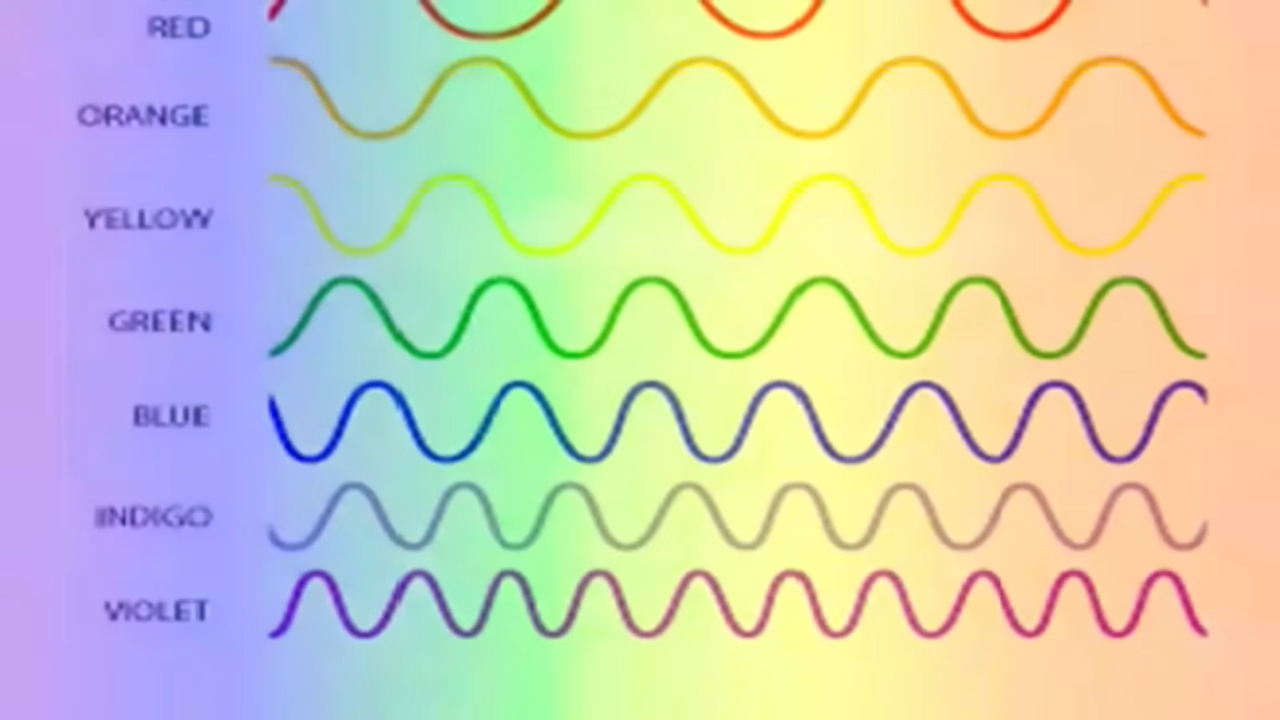 RED
ORANGE
YELLOW
GREEN
BLUE
INDIGO
VIOLET